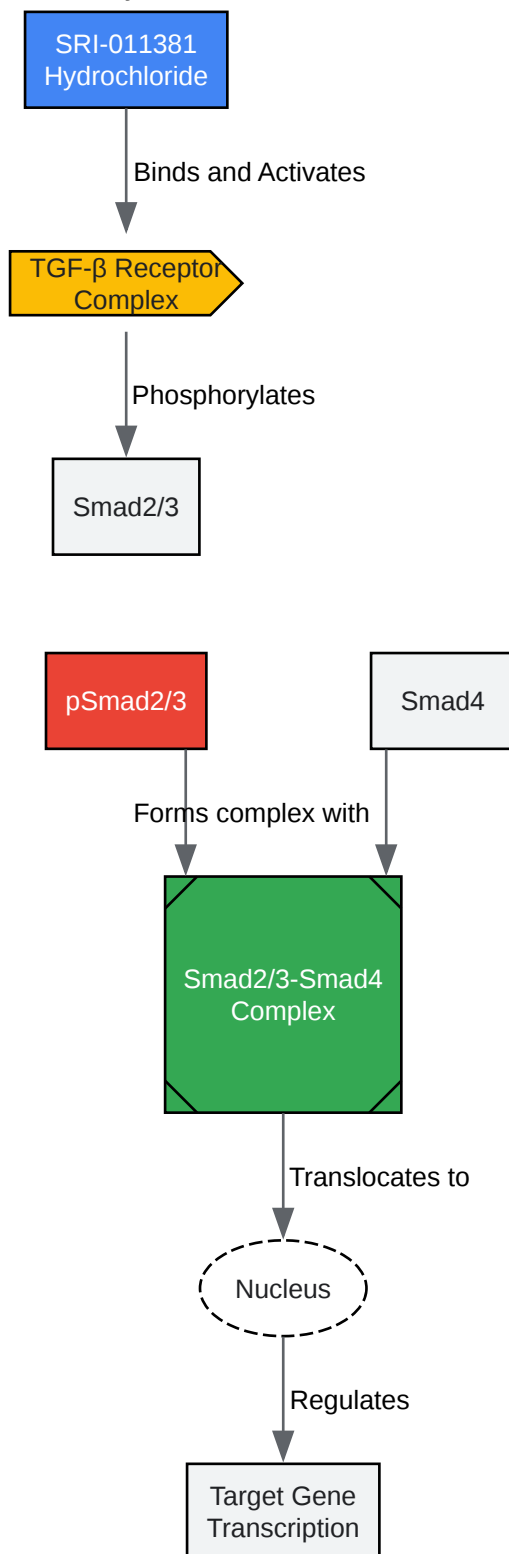 SRI-011381
Hydrochloride
Binds and Activates
TGF-β Receptor
Complex
Phosphorylates
Smad2/3
pSmad2/3
Smad4
Forms complex with
Smad2/3-Smad4
Complex
Translocates to
Nucleus
Regulates
Target Gene
Transcription